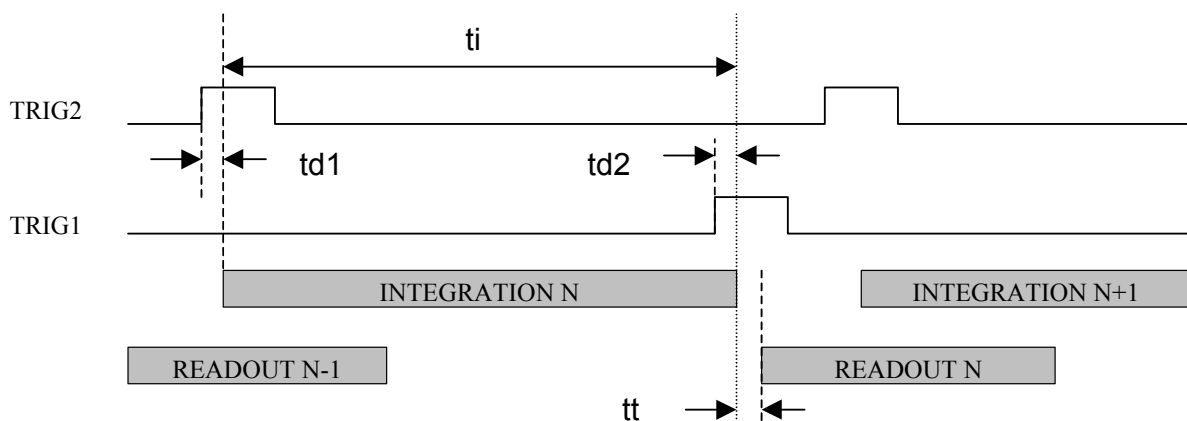 ti
TRIG2
td1
td2
TRIG1
INTEGRATION N
INTEGRATION N+1
READOUT N-1
READOUT N
tt